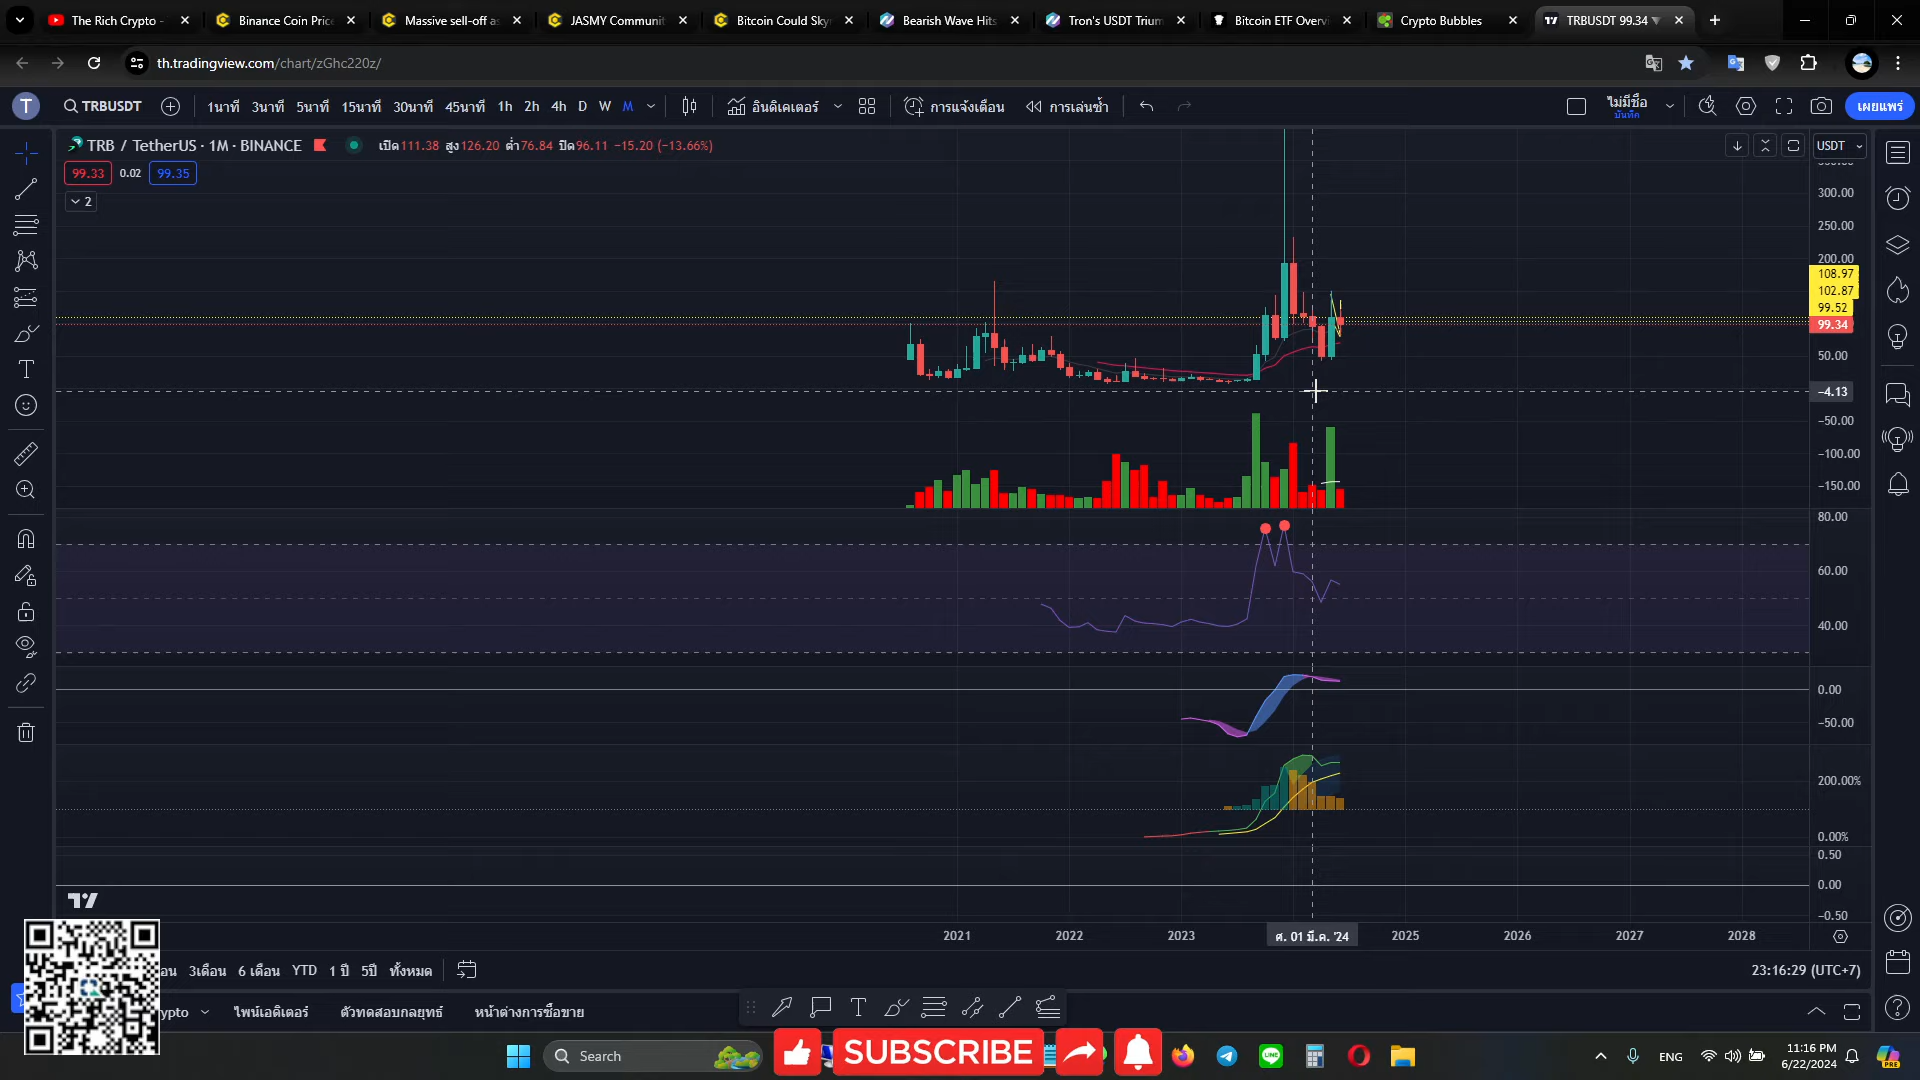 The Rich Crypto -
Binance Coin Price
Massive sell-off as
JASMY Communit
Bitcoin Could Sky
Bearish Wave Hits
Tron's USDT Trium
Bitcoin ETF Overvi
Crypto Bubbles
TRBUSDT 99.34 ▼
th.tradingview.com/chart/zGhc220z/
T
TRBUSDT
1นาที
3นาที
5นาที
15นาที
30นาที
45นาที
1h
2h
4h
D
W
M
อินดิเคเตอร์
การแจ้งเตือน
การเล่นซ้ำ
ไม่มีชื่อ
บันทึก
เผยแพร่
TRB / TetherUS · 1M · BINANCE
เปิด111.38 สูง126.20 ต่ำ76.84 ปิด96.11 −15.20 (−13.66%)
USDT
99.33
0.02
99.35
2
300.00
250.00
200.00
108.97
102.87
99.52
99.34
50.00
−4.13
−50.00
−100.00
−150.00
80.00
60.00
40.00
0.00
−50.00
200.00%
0.00%
0.50
0.00
−0.50
2021
2022
2023
ศ. 01 มี.ค. '24
2025
2026
2027
2028
3เดือน
6 เดือน
YTD
1 ปี
5ปี
ทั้งหมด
23:16:29 (UTC+7)
ypto
ไพน์เอดิเตอร์
ตัวทดสอบกลยุทธ์
หน้าต่างการซื้อขาย
Search
SUBSCRIBE
ENG
11:16 PM
6/22/2024